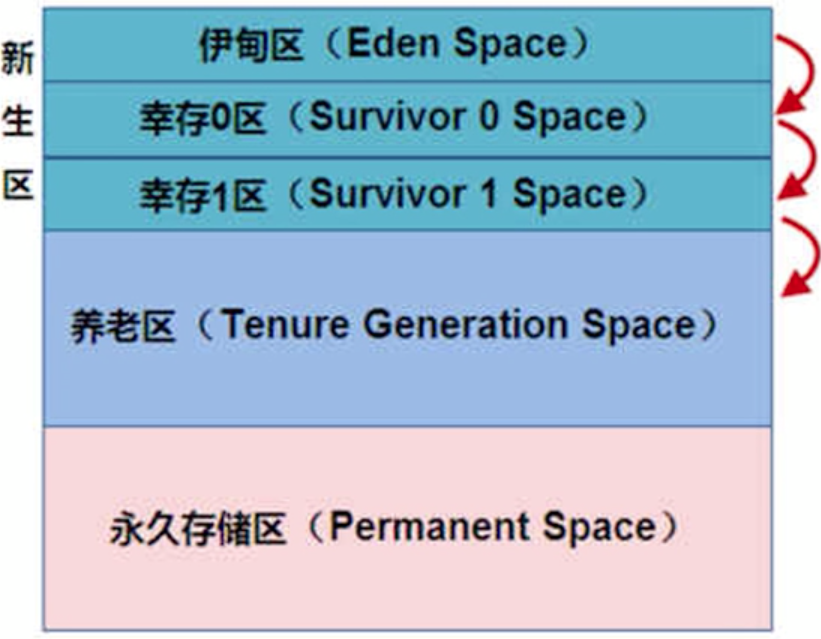 新生区
伊甸区（Eden Space）
幸存0区（Survivor 0 Space）
幸存1区（Survivor 1 Space）
养老区（Tenure Generation Space）
永久存储区（Permanent Space）